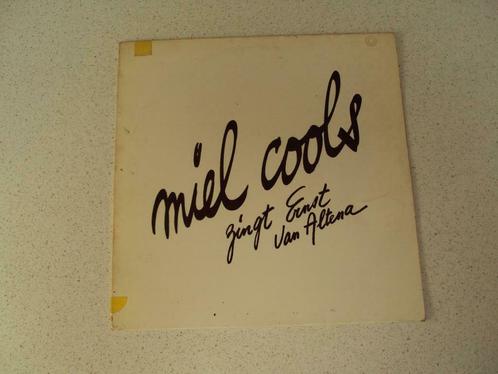 miel cools
zingt Ernst
van Altena